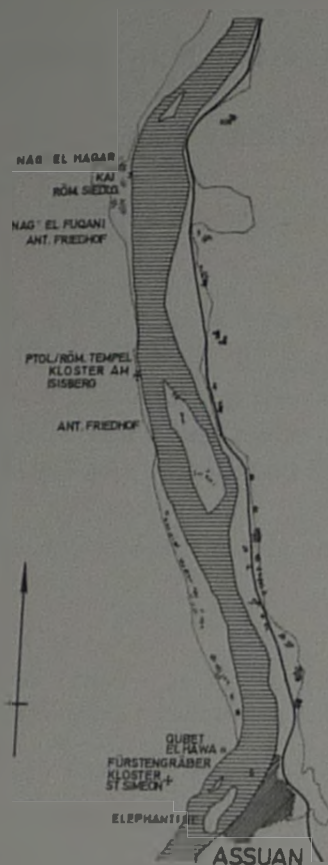 NAG EL HAGAR
KAI
RÖM. SIEDLG.
NAG' EL FUQANI
ANT. FRIEDHOF
PTOL./RÖM. TEMPEL
KLOSTER AM
ISISBERG
ANT. FRIEDHOF
QUBET
EL HAWA
FÜRSTENGRÄBER
KLOSTER
ST SIMEON
ELEPHANTINE
ASSUAN